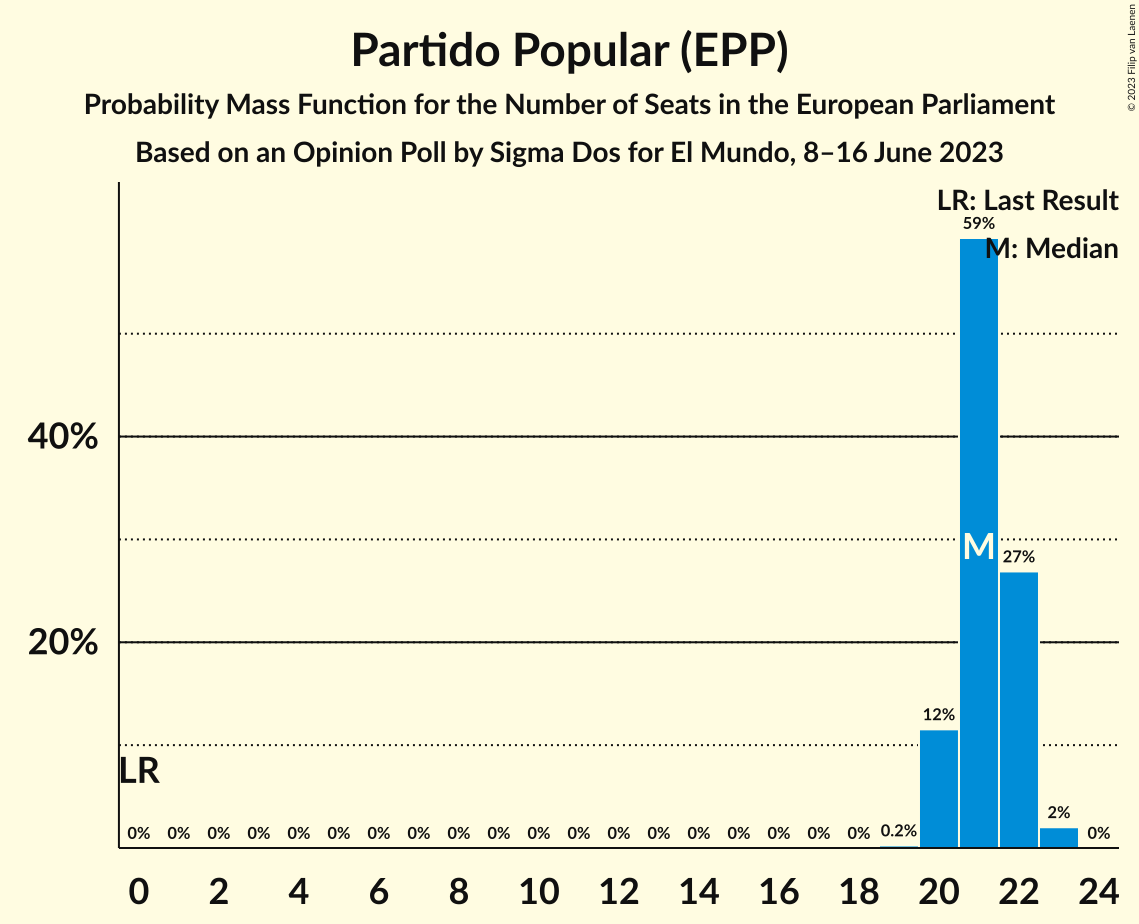 Partido Popular (EPP)
Probability Mass Function for the Number of Seats in the European Parliament
Based on an Opinion Poll by Sigma Dos for El Mundo, 8–16 June 2023
© 2023 Filip van Laenen
LR: Last Result
59%
M: Median
40%
M
27%
20%
12%
LR
0% 0% 0% 0% 0% 0% 0% 0% 0% 0% 0% 0% 0% 0% 0% 0% 0% 0% 0% 0.2% 2% 0%
0 2 4 6 8 10 12 14 16 18 20 22 24